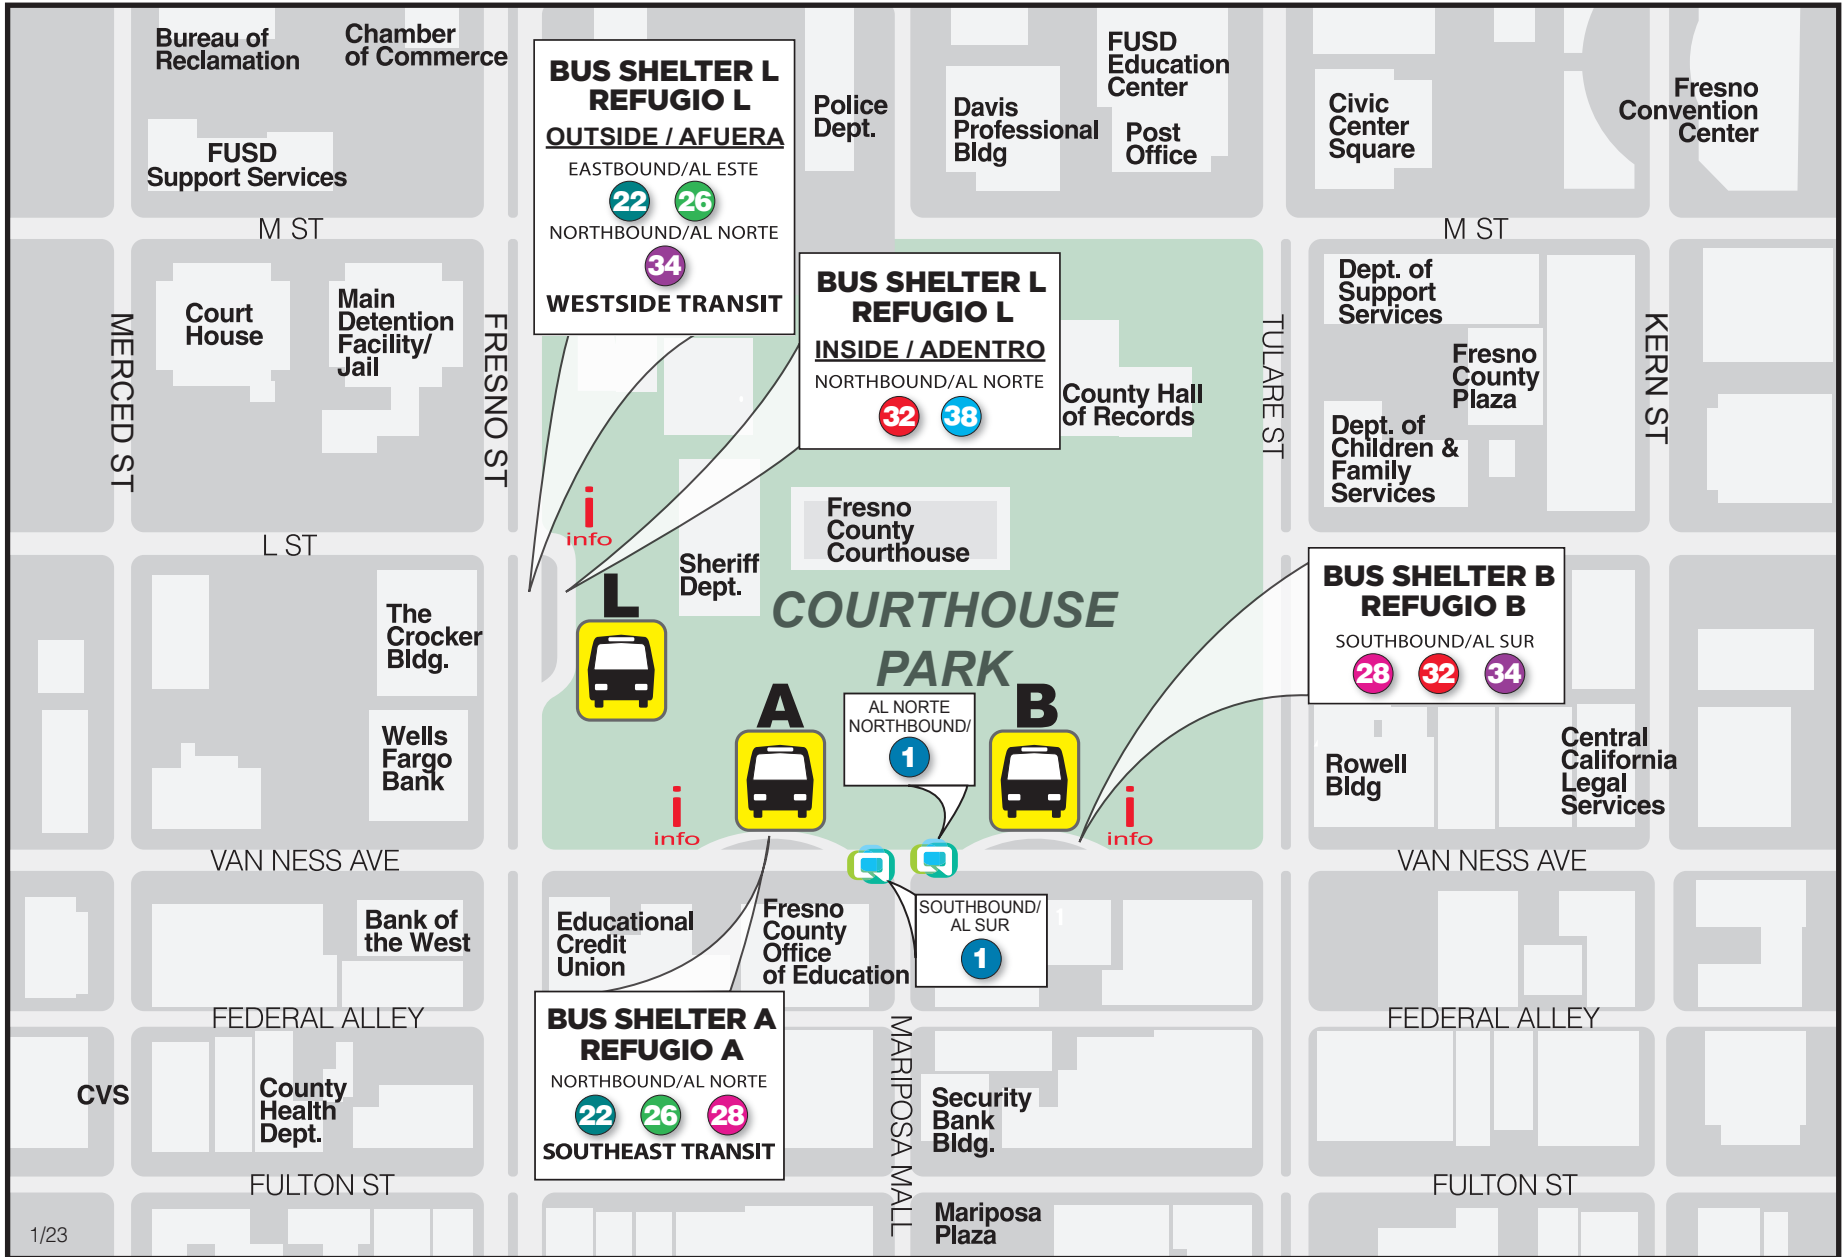 Bureau of
Reclamation
Chamber
of Commerce
FUSD
Support Services
BUS SHELTER L
REFUGIO L
OUTSIDE / AFUERA
EASTBOUND/AL ESTE
22 26
NORTHBOUND/AL NORTE
34
WESTSIDE TRANSIT
Police
Dept.
Davis
Professional
Bldg
FUSD
Education
Center
Post
Office
Civic
Center
Square
Fresno
Convention
Center
M ST
M ST
Court
House
Main
Detention
Facility/
Jail
MERCED ST
FRESNO ST
BUS SHELTER L
REFUGIO L
INSIDE / ADENTRO
NORTHBOUND/AL NORTE
32 38
County Hall
of Records
TULARE ST
Dept. of
Support
Services
Fresno
County
Plaza
Dept. of
Children &
Family
Services
KERN ST
L ST
i
info
Sheriff
Dept.
Fresno
County
Courthouse
COURTHOUSE
PARK
L
The
Crocker
Bldg.
Wells
Fargo
Bank
A
AL NORTE
NORTHBOUND/
1
B
BUS SHELTER B
REFUGIO B
SOUTHBOUND/AL SUR
28 32 34
Rowell
Bldg
Central
California
Legal
Services
i
info
i
info
VAN NESS AVE
VAN NESS AVE
Bank of
the West
Educational
Credit
Union
Fresno
County
Office
of Education
SOUTHBOUND/
AL SUR
1
1
FEDERAL ALLEY
FEDERAL ALLEY
BUS SHELTER A
REFUGIO A
NORTHBOUND/AL NORTE
22 26 28
SOUTHEAST TRANSIT
MARIPOSA MALL
CVS
County
Health
Dept.
Security
Bank
Bldg.
FULTON ST
FULTON ST
Mariposa
Plaza
1/23